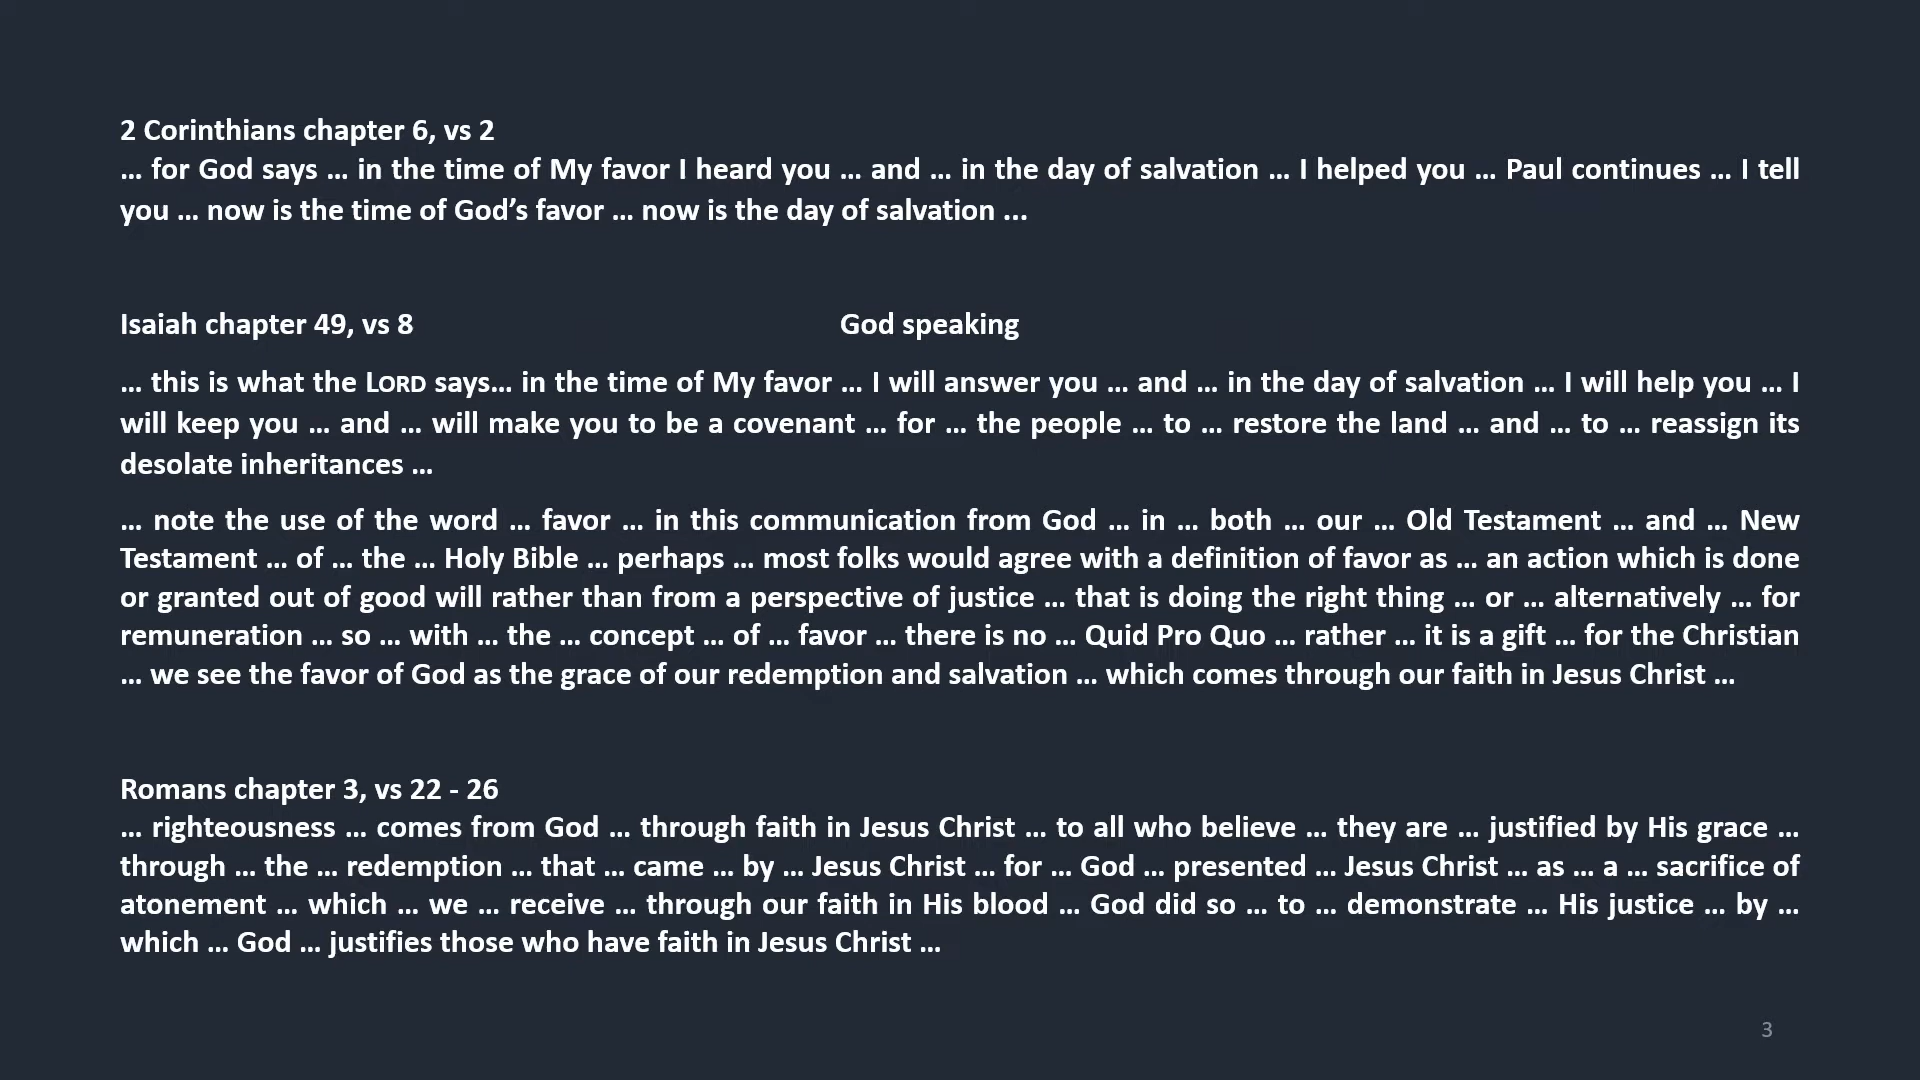 2 Corinthians chapter 6, vs 2
… for God says … in the time of My favor I heard you … and … in the day of salvation … I helped you … Paul continues … I tell
you … now is the time of God’s favor … now is the day of salvation ...
Isaiah chapter 49, vs 8 God speaking
… this is what the LORD says… in the time of My favor … I will answer you … and … in the day of salvation … I will help you … I
will keep you … and … will make you to be a covenant … for … the people … to … restore the land … and … to … reassign its
desolate inheritances …
… note the use of the word … favor … in this communication from God … in … both … our … Old Testament … and … New
Testament … of … the … Holy Bible … perhaps … most folks would agree with a definition of favor as … an action which is done
or granted out of good will rather than from a perspective of justice … that is doing the right thing … or … alternatively … for
remuneration … so … with … the … concept … of … favor … there is no … Quid Pro Quo … rather … it is a gift … for the Christian
… we see the favor of God as the grace of our redemption and salvation … which comes through our faith in Jesus Christ …
Romans chapter 3, vs 22 - 26
… righteousness … comes from God … through faith in Jesus Christ … to all who believe … they are … justified by His grace …
through … the … redemption … that … came … by … Jesus Christ … for … God … presented … Jesus Christ … as … a … sacrifice of
atonement … which … we … receive … through our faith in His blood … God did so … to … demonstrate … His justice … by …
which … God … justifies those who have faith in Jesus Christ …
3